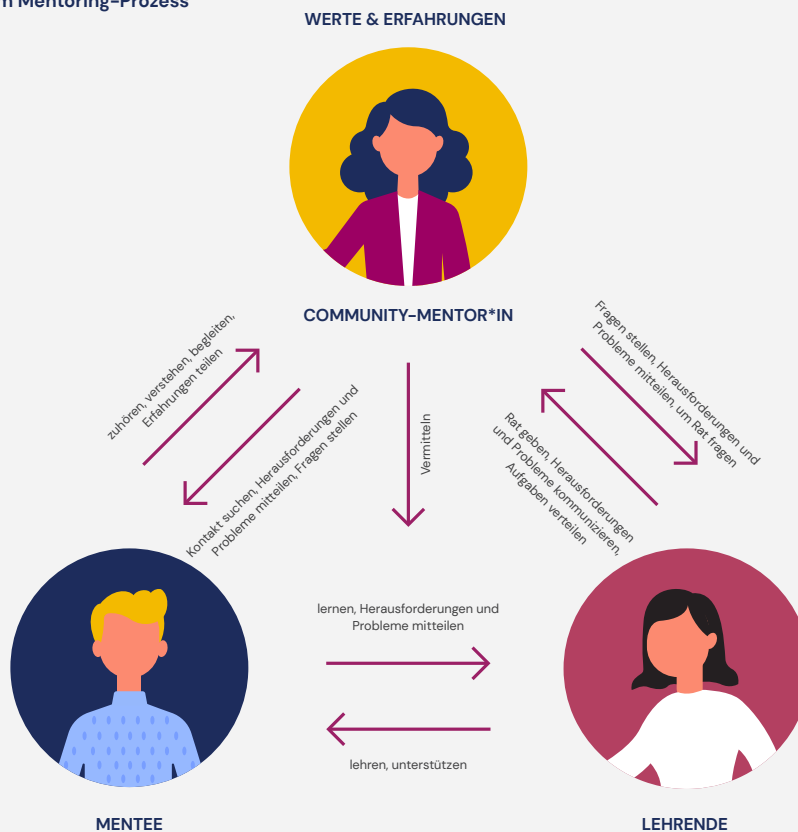 Mentoring-Prozess
WERTE & ERFAHRUNGEN
COMMUNITY-MENTOR*IN
zuhören, verstehen, begleiten,
Erfahrungen teilen
Kontakt suchen, Herausforderungen und
Probleme mitteilen, Fragen stellen
Vermitteln
Rat geben, Herausforderungen
und Probleme kommunizieren,
Aufgaben verteilen
Fragen stellen, Herausforderungen und
Probleme mitteilen, um Rat fragen
lernen, Herausforderungen und
Probleme mitteilen
lehren, unterstützen
MENTEE
LEHRENDE